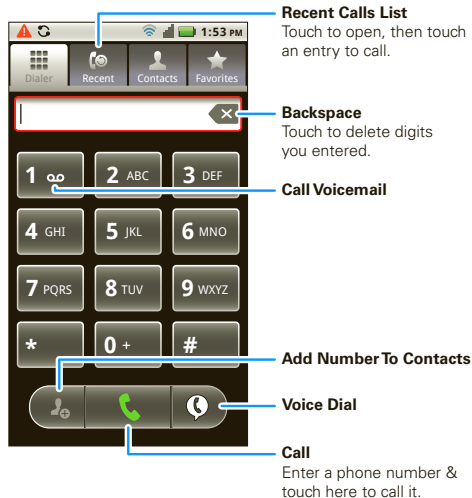 1:53 PM
Dialer Recent Contacts Favorites
1
2 ABC
3 DEF
4 GHI
5 JKL
6 MNO
7 PQRS
8 TUV
9 WXYZ
*
0 +
#
Recent Calls List
Touch to open, then touch
an entry to call.
Backspace
Touch to delete digits
you entered.
Call Voicemail
Add Number To Contacts
Voice Dial
Call
Enter a phone number &
touch here to call it.